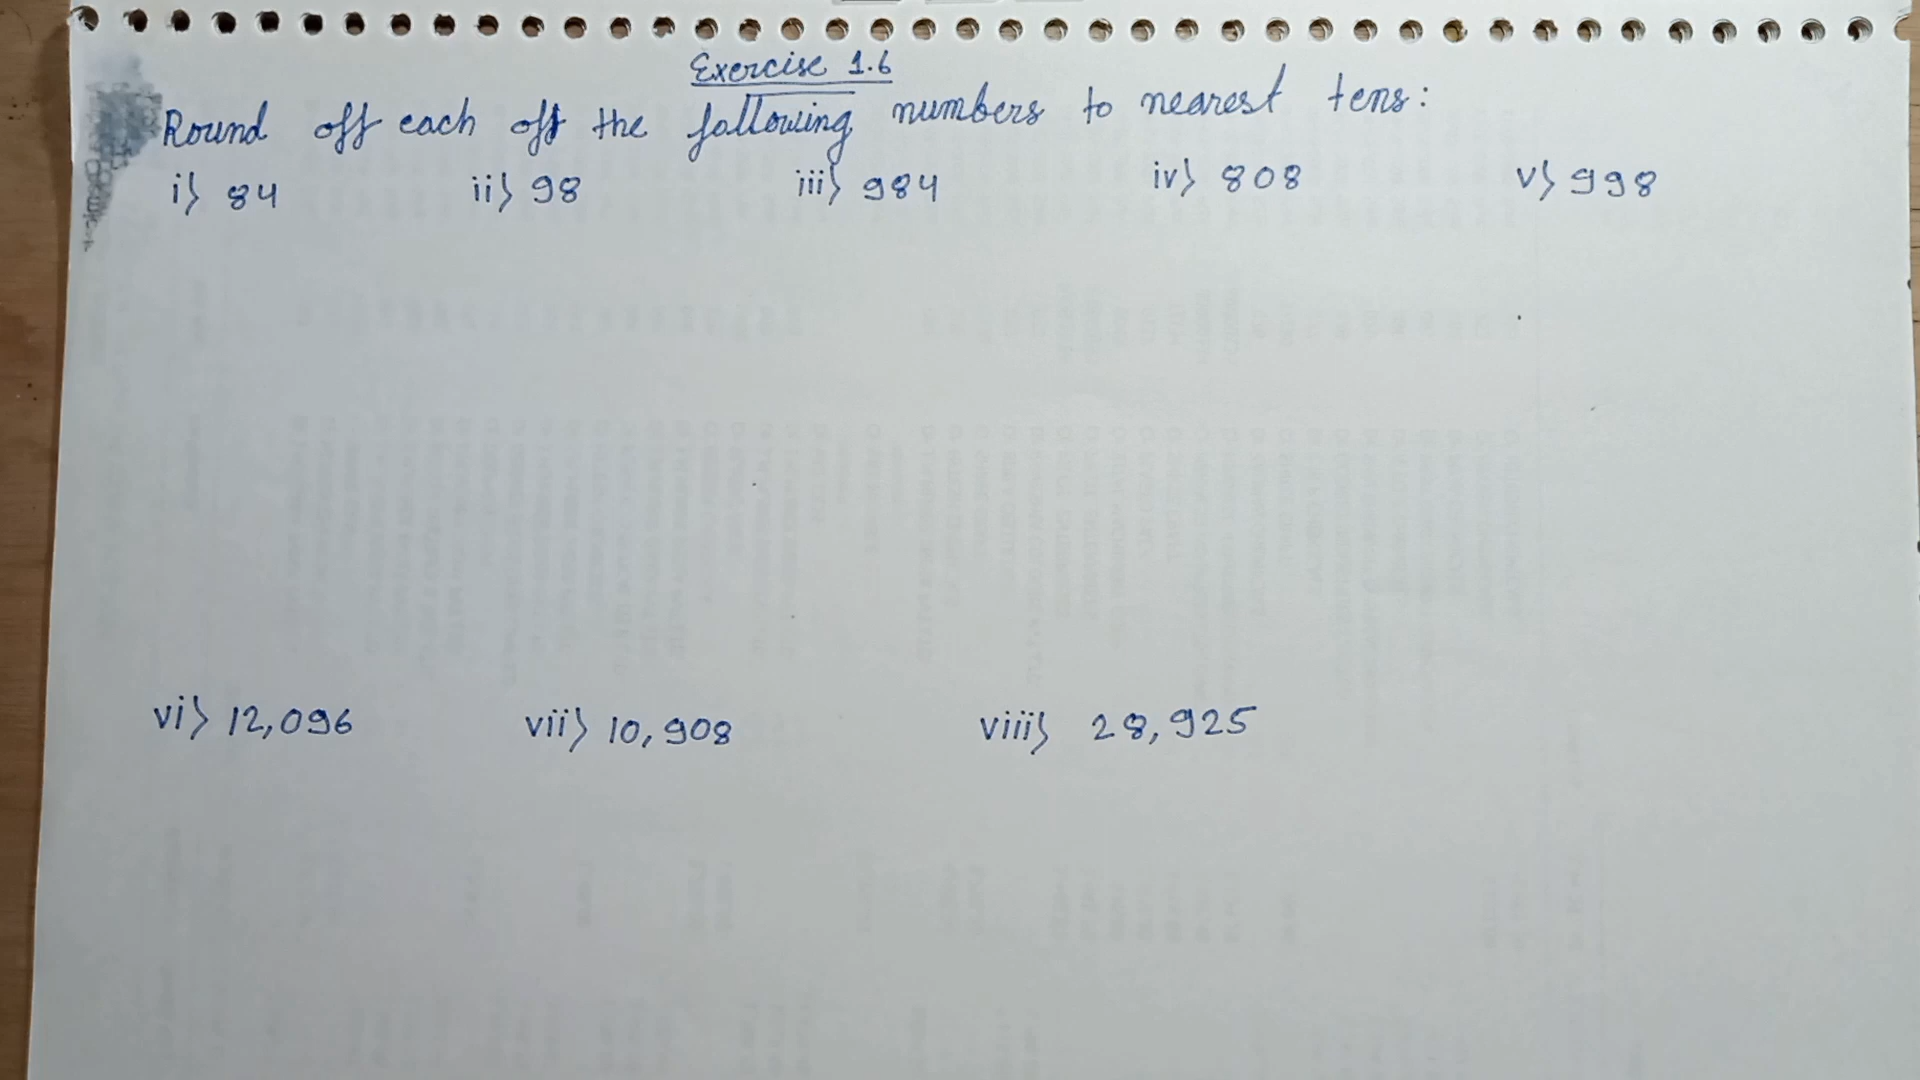 Exercise 1.6
Round off each off the following numbers to nearest tens:
i) 84 ii) 98 iii) 984 iv) 808 v) 998
vi) 12,096 vii) 10,908 viii) 28,925